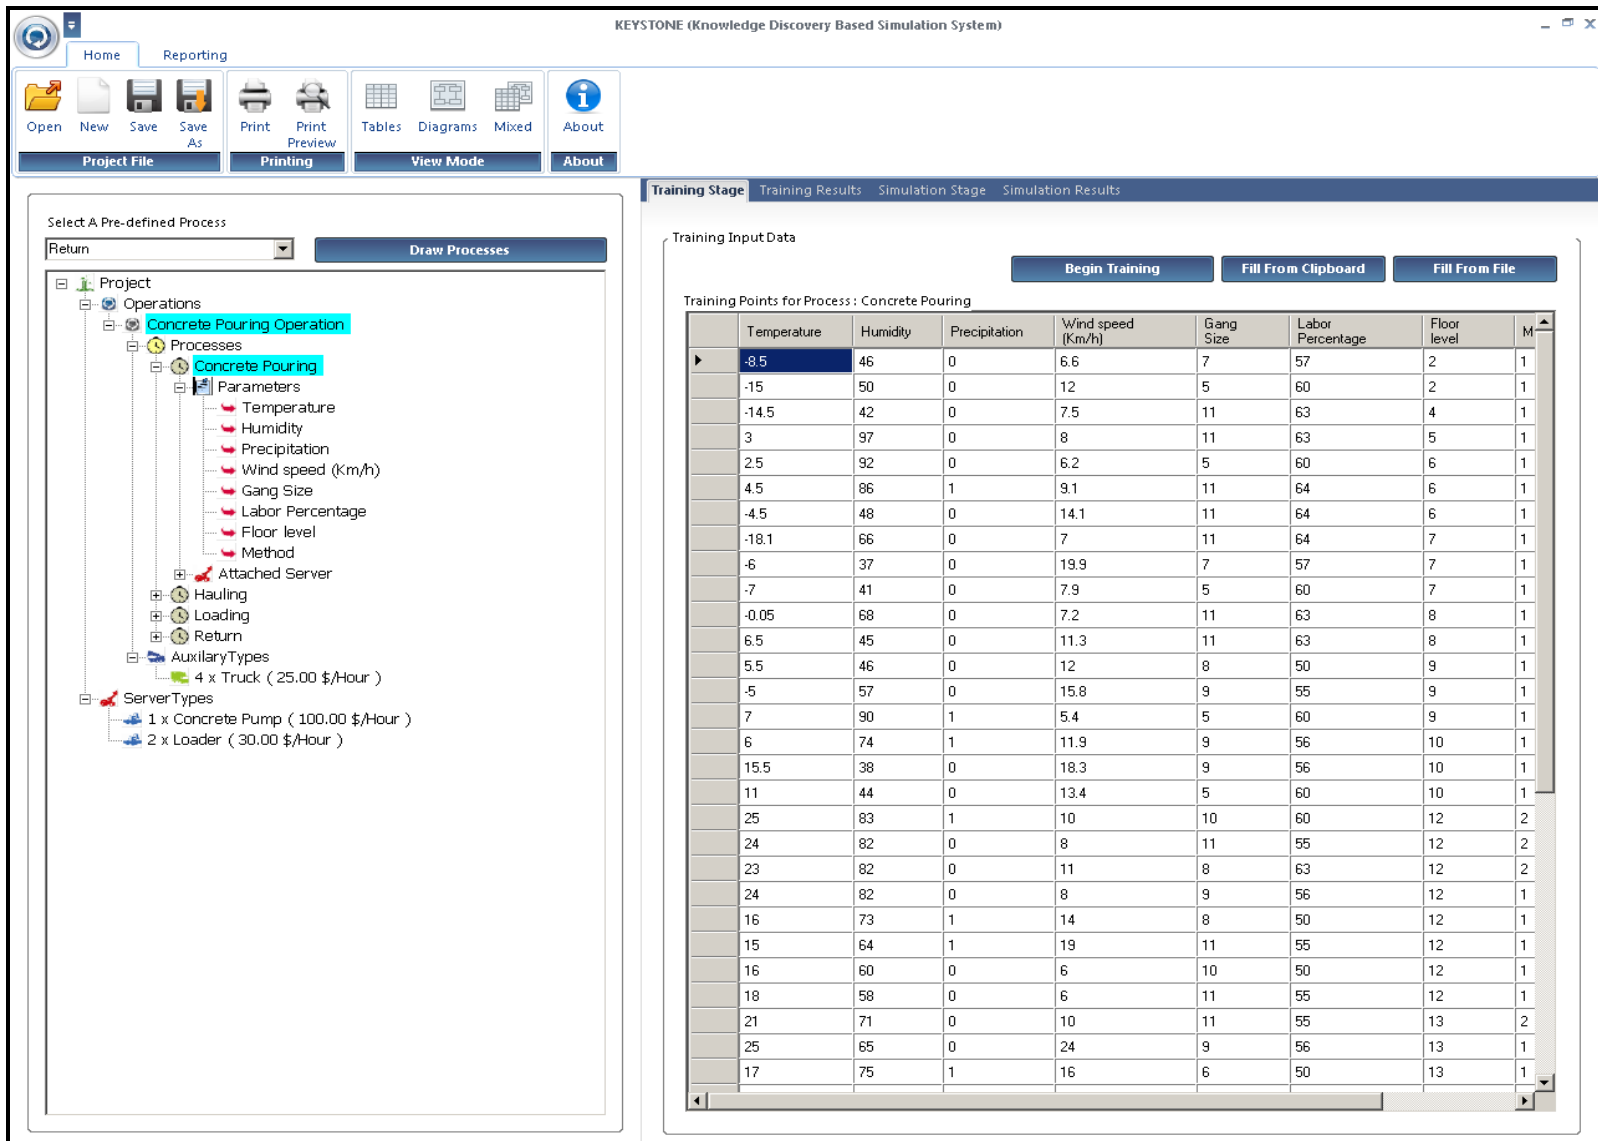 KEYSTONE (Knowledge Discovery Based Simulation System)
Home Reporting
Open New Save Save As Print Print Preview Tables Diagrams Mixed About
Project File Printing View Mode About
Training Stage Training Results Simulation Stage Simulation Results
Select A Pre-defined Process
Return Draw Processes
Project
Operations
Concrete Pouring Operation
Processes
Concrete Pouring
Parameters
Temperature
Humidity
Precipitation
Wind speed (Km/h)
Gang Size
Labor Percentage
Floor level
Method
Attached Server
Hauling
Loading
Return
AuxilaryTypes
4 x Truck ( 25.00 $/Hour )
ServerTypes
1 x Concrete Pump ( 100.00 $/Hour )
2 x Loader ( 30.00 $/Hour )
Training Input Data
Begin Training Fill From Clipboard Fill From File
Training Points for Process : Concrete Pouring
Temperature Humidity Precipitation Wind speed (Km/h) Gang Size Labor Percentage Floor level M
-8.5 46 0 6.6 7 57 2 1
-15 50 0 12 5 60 2 1
-14.5 42 0 7.5 11 63 4 1
3 97 0 8 11 63 5 1
2.5 92 0 6.2 5 60 6 1
4.5 86 1 9.1 11 64 6 1
-4.5 48 0 14.1 11 64 6 1
-18.1 66 0 7 11 64 7 1
-6 37 0 19.9 7 57 7 1
-7 41 0 7.9 5 60 7 1
-0.05 68 0 7.2 11 63 8 1
6.5 45 0 11.3 11 63 8 1
5.5 46 0 12 8 50 9 1
-5 57 0 15.8 9 55 9 1
7 90 1 5.4 5 60 9 1
6 74 1 11.9 9 56 10 1
15.5 38 0 18.3 9 56 10 1
11 44 0 13.4 5 60 10 1
25 83 1 10 10 60 12 2
24 82 0 8 11 55 12 2
23 82 0 11 8 63 12 2
24 82 0 8 9 56 12 1
16 73 1 14 8 50 12 1
15 64 1 19 11 55 12 1
16 60 0 6 10 50 12 1
18 58 0 6 11 55 12 1
21 71 0 10 11 55 13 2
25 65 0 24 9 56 13 1
17 75 1 16 6 50 13 1